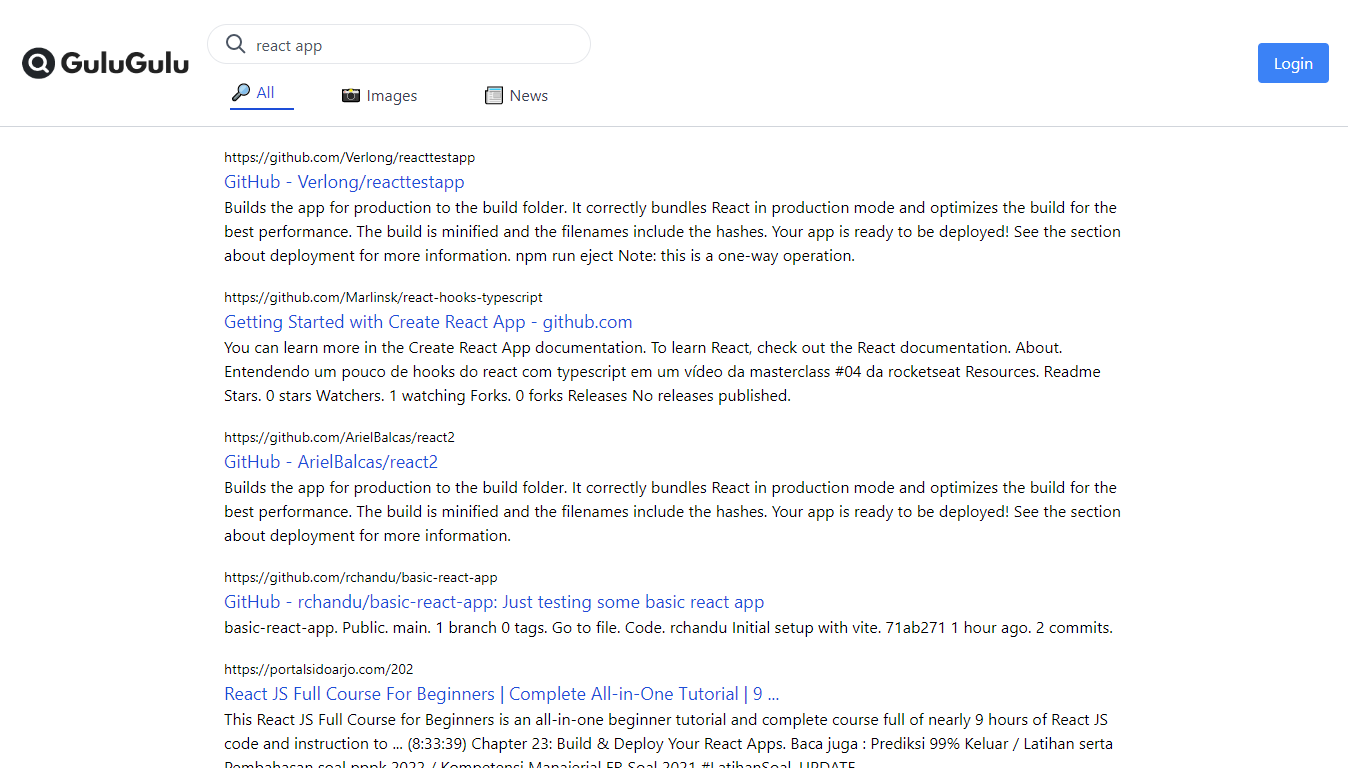 GuluGulu
react app
All
Images
News
Login
https://github.com/Verlong/reacttestapp
GitHub - Verlong/reacttestapp
Builds the app for production to the build folder. It correctly bundles React in production mode and optimizes the build for the
best performance. The build is minified and the filenames include the hashes. Your app is ready to be deployed! See the section
about deployment for more information. npm run eject Note: this is a one-way operation.
https://github.com/Marlinsk/react-hooks-typescript
Getting Started with Create React App - github.com
You can learn more in the Create React App documentation. To learn React, check out the React documentation. About.
Entendendo um pouco de hooks do react com typescript em um vídeo da masterclass #04 da rocketseat Resources. Readme
Stars. 0 stars Watchers. 1 watching Forks. 0 forks Releases No releases published.
https://github.com/ArielBalcas/react2
GitHub - ArielBalcas/react2
Builds the app for production to the build folder. It correctly bundles React in production mode and optimizes the build for the
best performance. The build is minified and the filenames include the hashes. Your app is ready to be deployed! See the section
about deployment for more information.
https://github.com/rchandu/basic-react-app
GitHub - rchandu/basic-react-app: Just testing some basic react app
basic-react-app. Public. main. 1 branch 0 tags. Go to file. Code. rchandu Initial setup with vite. 71ab271 1 hour ago. 2 commits.
https://portalsidoarjo.com/202
React JS Full Course For Beginners | Complete All-in-One Tutorial | 9 ...
This React JS Full Course for Beginners is an all-in-one beginner tutorial and complete course full of nearly 9 hours of React JS
code and instruction to ... (8:33:39) Chapter 23: Build & Deploy Your React Apps. Baca juga : Prediksi 99% Keluar / Latihan serta
Pembahasan soal pppk 2022 / Kompetensi Manajerial FR Soal 2021 #LatihanSoal. UPDATE